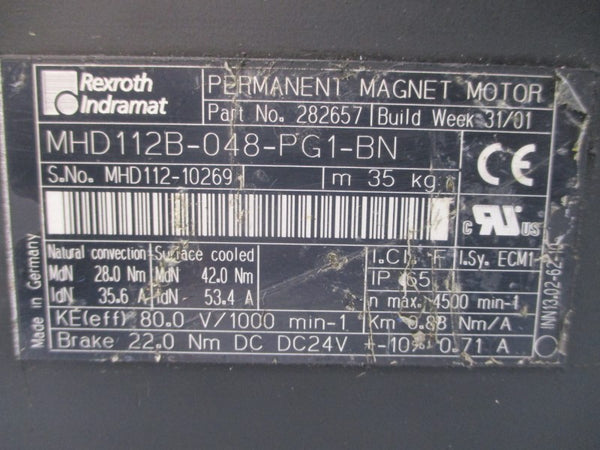 Rexroth
Indramat
PERMANENT MAGNET MOTOR
Part No. 282657 Build Week 31/01
MHD112B-048-PG1-BN
S.No. MHD112-10269 m 35 kg
CE
c RU us
Natural convection Surface cooled I.Cl. F I.Sy. ECM1
MdN 28.0 Nm MdN 42.0 Nm IP 65
IdN 35.6 A IdN 53.4 A n max. 4500 min-1
KE(eff) 80.0 V/1000 min-1 Km 0.88 Nm/A
Brake 22.0 Nm DC DC24V +-10% 0.71 A
Made in Germany